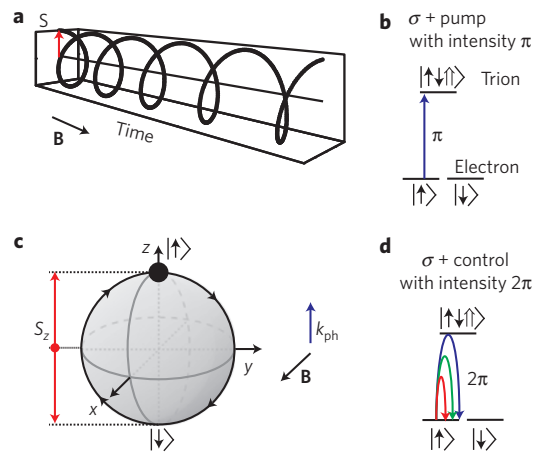 a
S
B
Time
b
σ + pump
with intensity π
|↑↓⇑⟩ Trion
π
Electron
|↑⟩ |↓⟩
c
z |↑⟩
S_z
k_ph
B
y
x
|↓⟩
d
σ + control
with intensity 2π
|↑↓⇑⟩
2π
|↑⟩ |↓⟩